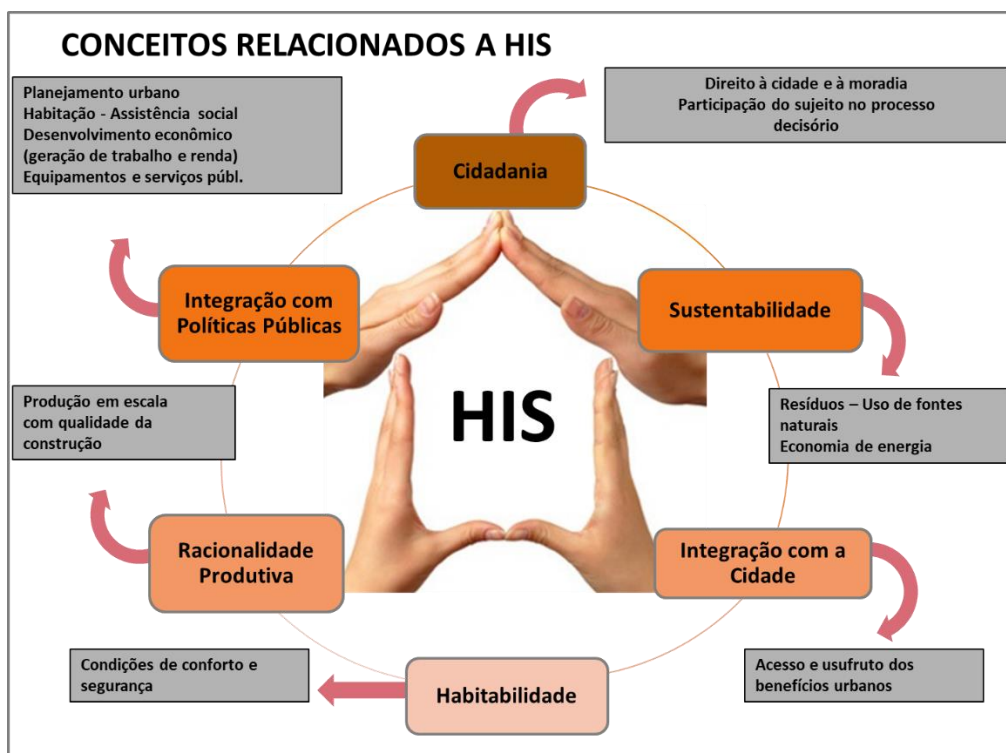 CONCEITOS RELACIONADOS A HIS
Planejamento urbano
Habitação - Assistência social
Desenvolvimento econômico
(geração de trabalho e renda)
Equipamentos e serviços públ.
Direito à cidade e à moradia
Participação do sujeito no processo
decisório
Cidadania
Integração com
Políticas Públicas
Sustentabilidade
HIS
Produção em escala
com qualidade da
construção
Resíduos – Uso de fontes
naturais
Economia de energia
Racionalidade
Produtiva
Integração com a
Cidade
Condições de conforto e
segurança
Habitabilidade
Acesso e usufruto dos
benefícios urbanos